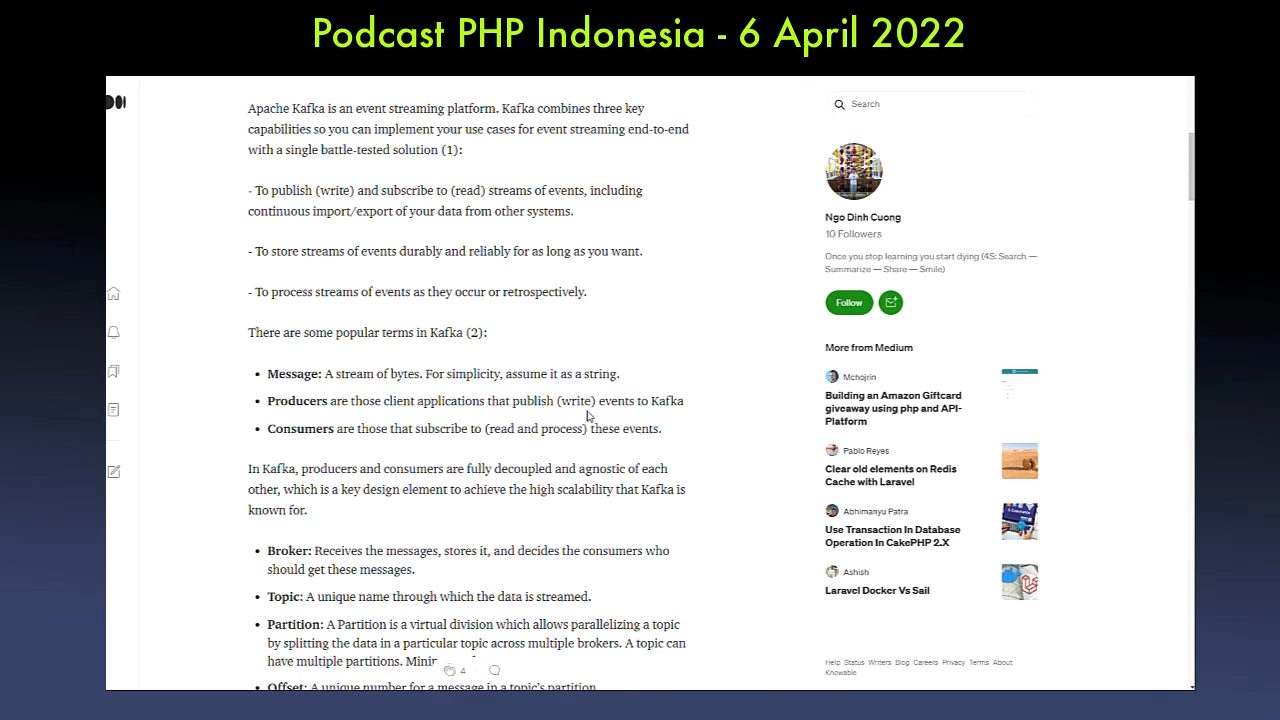 Podcast PHP Indonesia - 6 April 2022
Apache Kafka is an event streaming platform. Kafka combines three key
capabilities so you can implement your use cases for event streaming end-to-end
with a single battle-tested solution (1):
- To publish (write) and subscribe to (read) streams of events, including
continuous import/export of your data from other systems.
- To store streams of events durably and reliably for as long as you want.
- To process streams of events as they occur or retrospectively.
There are some popular terms in Kafka (2):
• Message: A stream of bytes. For simplicity, assume it as a string.
• Producers are those client applications that publish (write) events to Kafka
• Consumers are those that subscribe to (read and process) these events.
In Kafka, producers and consumers are fully decoupled and agnostic of each
other, which is a key design element to achieve the high scalability that Kafka is
known for.
• Broker: Receives the messages, stores it, and decides the consumers who
should get these messages.
• Topic: A unique name through which the data is streamed.
• Partition: A Partition is a virtual division which allows parallelizing a topic
by splitting the data in a particular topic across multiple brokers. A topic can
have multiple partitions.
4
• Offset: A unique number for a message in a topic's partition
Search
Ngo Dinh Cuong
10 Followers
Once you stop learning you start dying (4S: Search —
Summarize — Share — Smile)
Follow
More from Medium
Mchojrin
Building an Amazon Giftcard
giveaway using php and API-
Platform
Pablo Reyes
Clear old elements on Redis
Cache with Laravel
Abhimanyu Patra
Use Transaction In Database
Operation In CakePHP 2.X
Ashish
Laravel Docker Vs Sail
Help Status Writers Blog Careers Privacy Terms About
Knowable